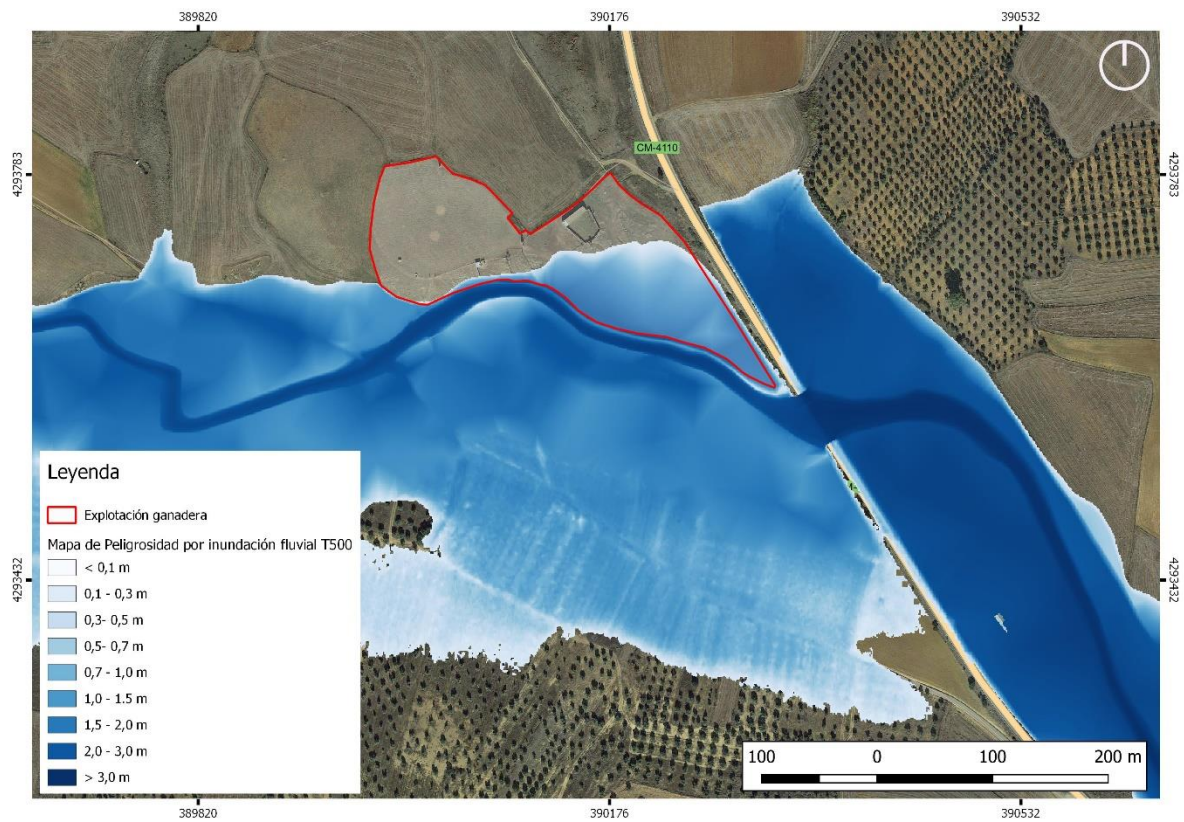 389820 390176 390532
CM-4110
4293783 4293783
Leyenda
Explotación ganadera
Mapa de Peligrosidad por inundación fluvial T500
< 0,1 m
0,1 - 0,3 m
0,3- 0,5 m
0,5- 0,7 m
0,7 - 1,0 m
1,0 - 1.5 m
1,5 - 2,0 m
2,0 - 3,0 m
> 3,0 m
4293432 4293432
100 0 100 200 m
389820 390176 390532